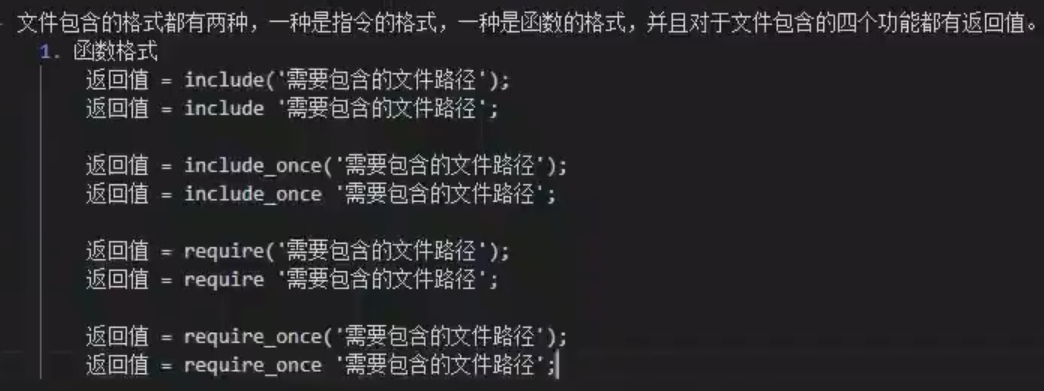 文件包含的格式都有两种，一种是指令的格式，一种是函数的格式，并且对于文件包含的四个功能都有返回值。
1. 函数格式
返回值 = include('需要包含的文件路径');
返回值 = include '需要包含的文件路径';
返回值 = include_once('需要包含的文件路径');
返回值 = include_once '需要包含的文件路径';
返回值 = require('需要包含的文件路径');
返回值 = require '需要包含的文件路径';
返回值 = require_once('需要包含的文件路径');
返回值 = require_once '需要包含的文件路径';